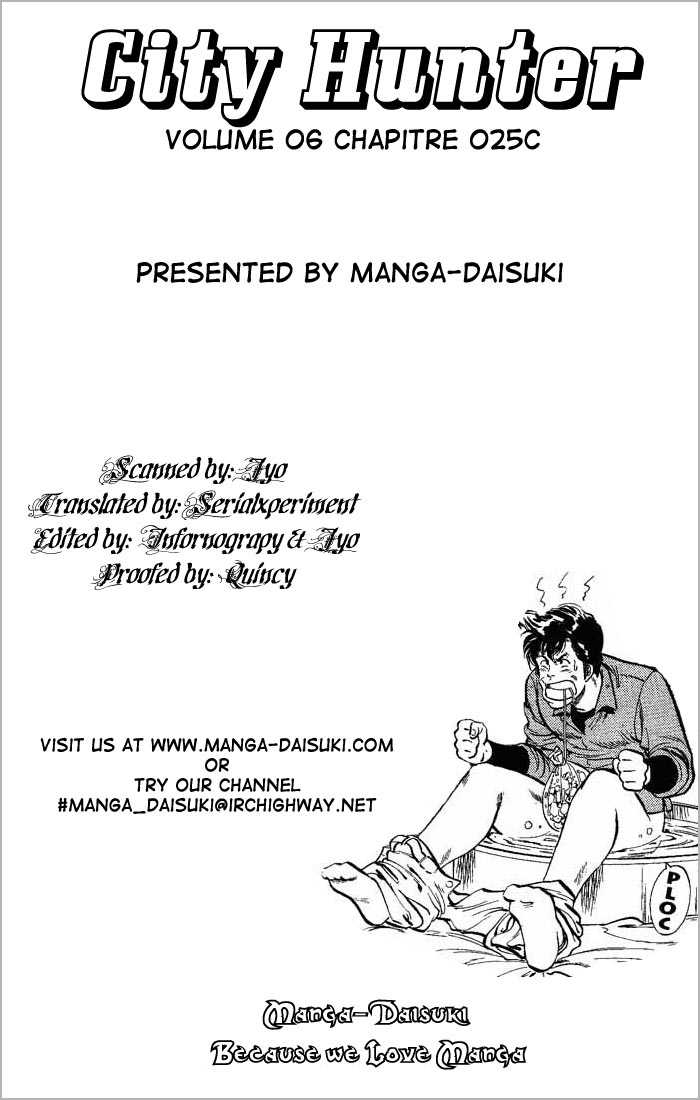 City Hunter
VOLUME 06 CHAPITRE 025C
PRESENTED BY MANGA-DAISUKI
Scanned by: Ayo
Translated by: Serialxperiment
Edited by: Infornograpy & Ayo
Proofed by: Quincy
VISIT US AT WWW.MANGA-DAISUKI.COM
OR
TRY OUR CHANNEL
#MANGA_DAISUKI@IRCHIGHWAY.NET
PLOC
Manga-Daisuki
Because we Love Manga